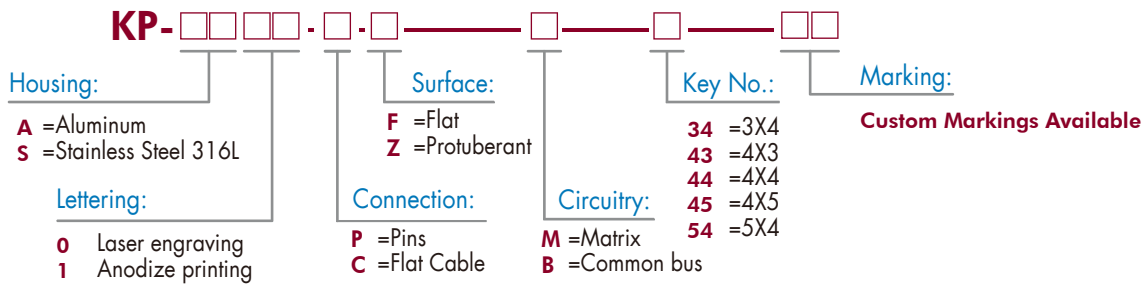 KP-□□□□-□-□—□—□—□□
Housing:
A =Aluminum
S =Stainless Steel 316L
Lettering:
0 Laser engraving
1 Anodize printing
Surface:
F =Flat
Z =Protuberant
Connection:
P =Pins
C =Flat Cable
Circuitry:
M =Matrix
B =Common bus
Key No.:
34 =3X4
43 =4X3
44 =4X4
45 =4X5
54 =5X4
Marking:
Custom Markings Available